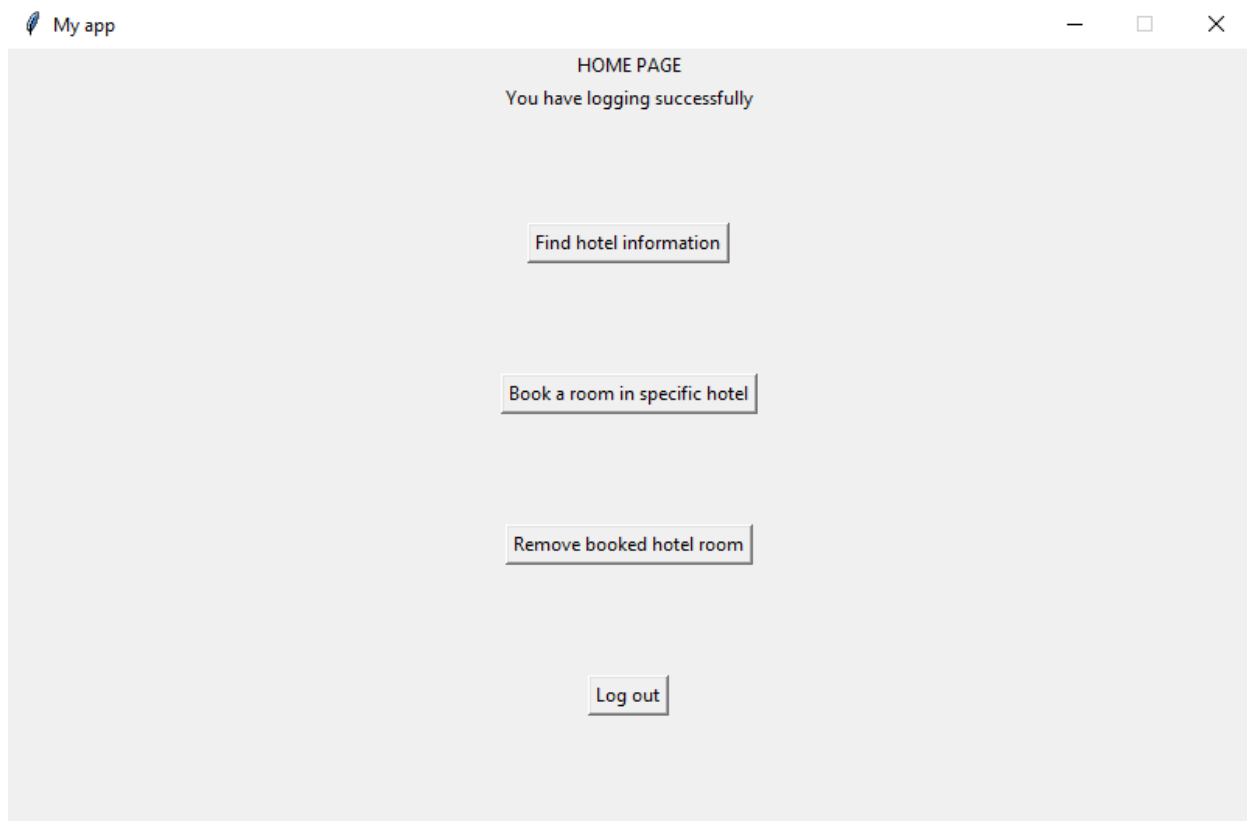 My app
HOME PAGE
You have logging successfully
Find hotel information
Book a room in specific hotel
Remove booked hotel room
Log out